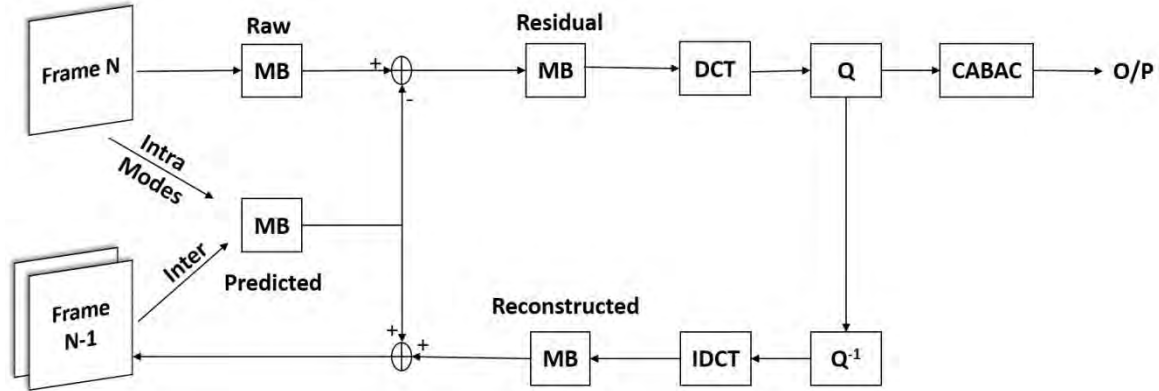 Raw
Residual
Frame N
MB
+
MB
DCT
Q
CABAC
O/P
-
Intra
Modes
MB
Inter
Predicted
Frame
N-1
Reconstructed
+
+
MB
IDCT
Q⁻¹